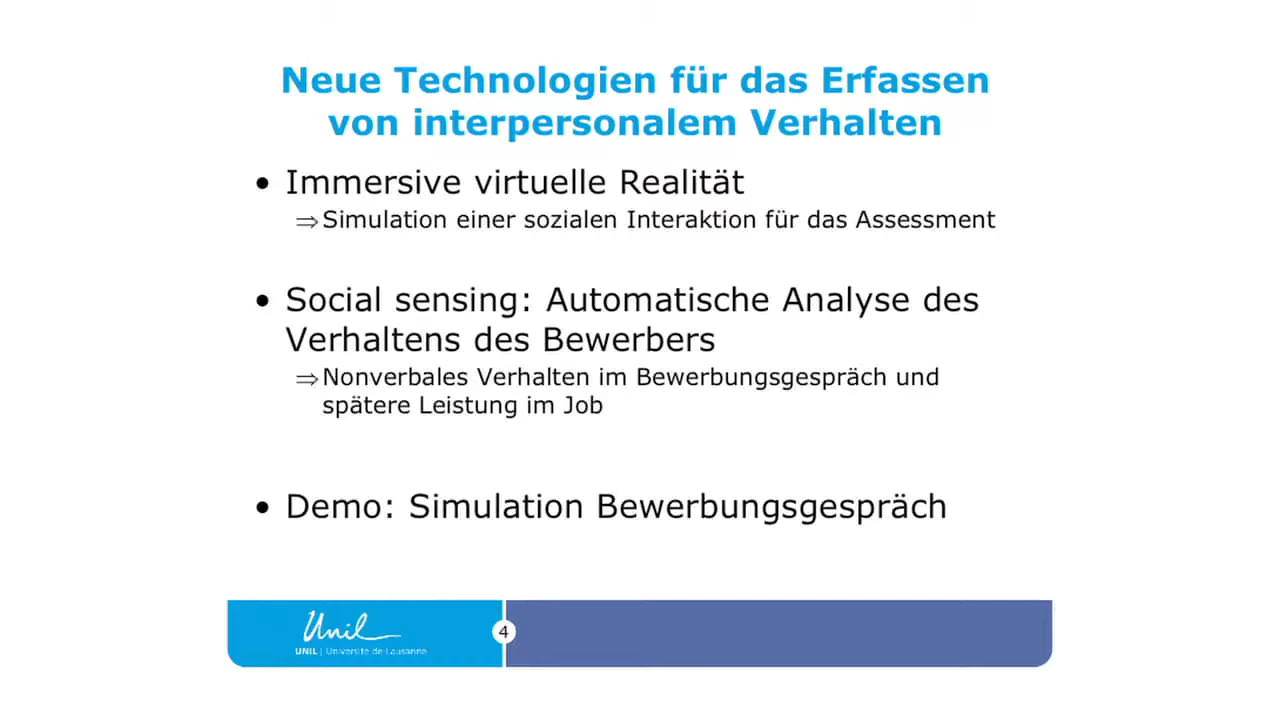 Neue Technologien für das Erfassen
von interpersonalem Verhalten
• Immersive virtuelle Realität
⇒ Simulation einer sozialen Interaktion für das Assessment
• Social sensing: Automatische Analyse des
Verhaltens des Bewerbers
⇒ Nonverbales Verhalten im Bewerbungsgespräch und
spätere Leistung im Job
• Demo: Simulation Bewerbungsgespräch
Unil
UNIL | Université de Lausanne
4